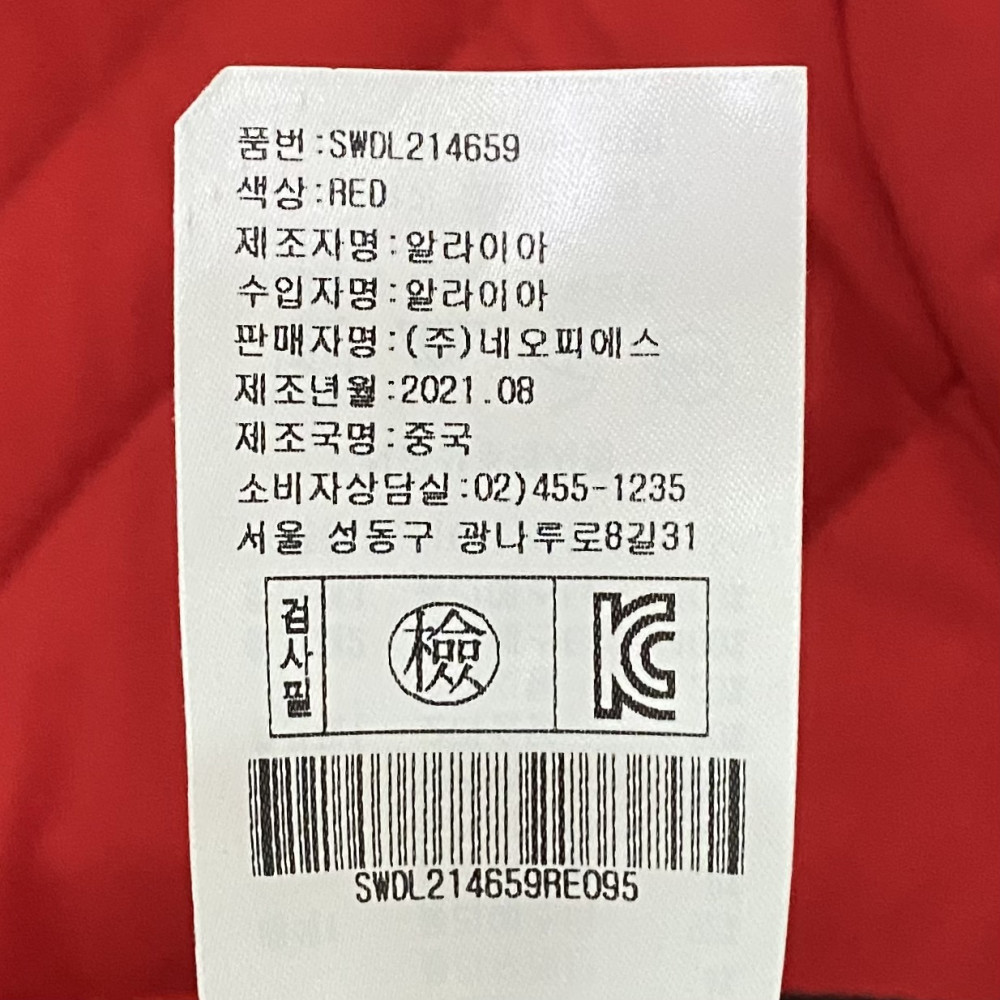 품번:SWDL214659
색상:RED
제조자명:알라이아
수입자명:알라이아
판매자명:(주)네오피에스
제조년월:2021.08
제조국명:중국
소비자상담실:02)455-1235
서울 성동구 광나루로8길31
검사필
檢
KC
SWDL214659RE095